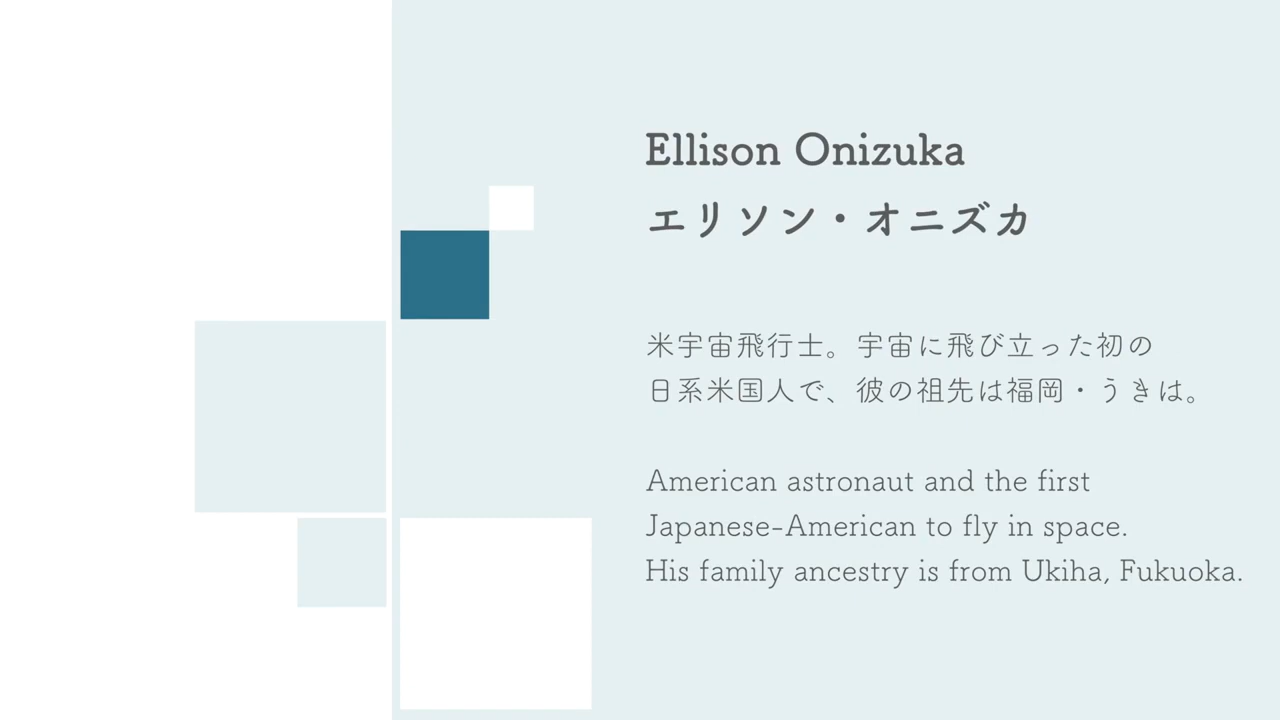 Ellison Onizuka
エリソン・オニズカ
米宇宙飛行士。宇宙に飛び立った初の
日系米国人で、彼の祖先は福岡・うきは。
American astronaut and the first
Japanese-American to fly in space.
His family ancestry is from Ukiha, Fukuoka.